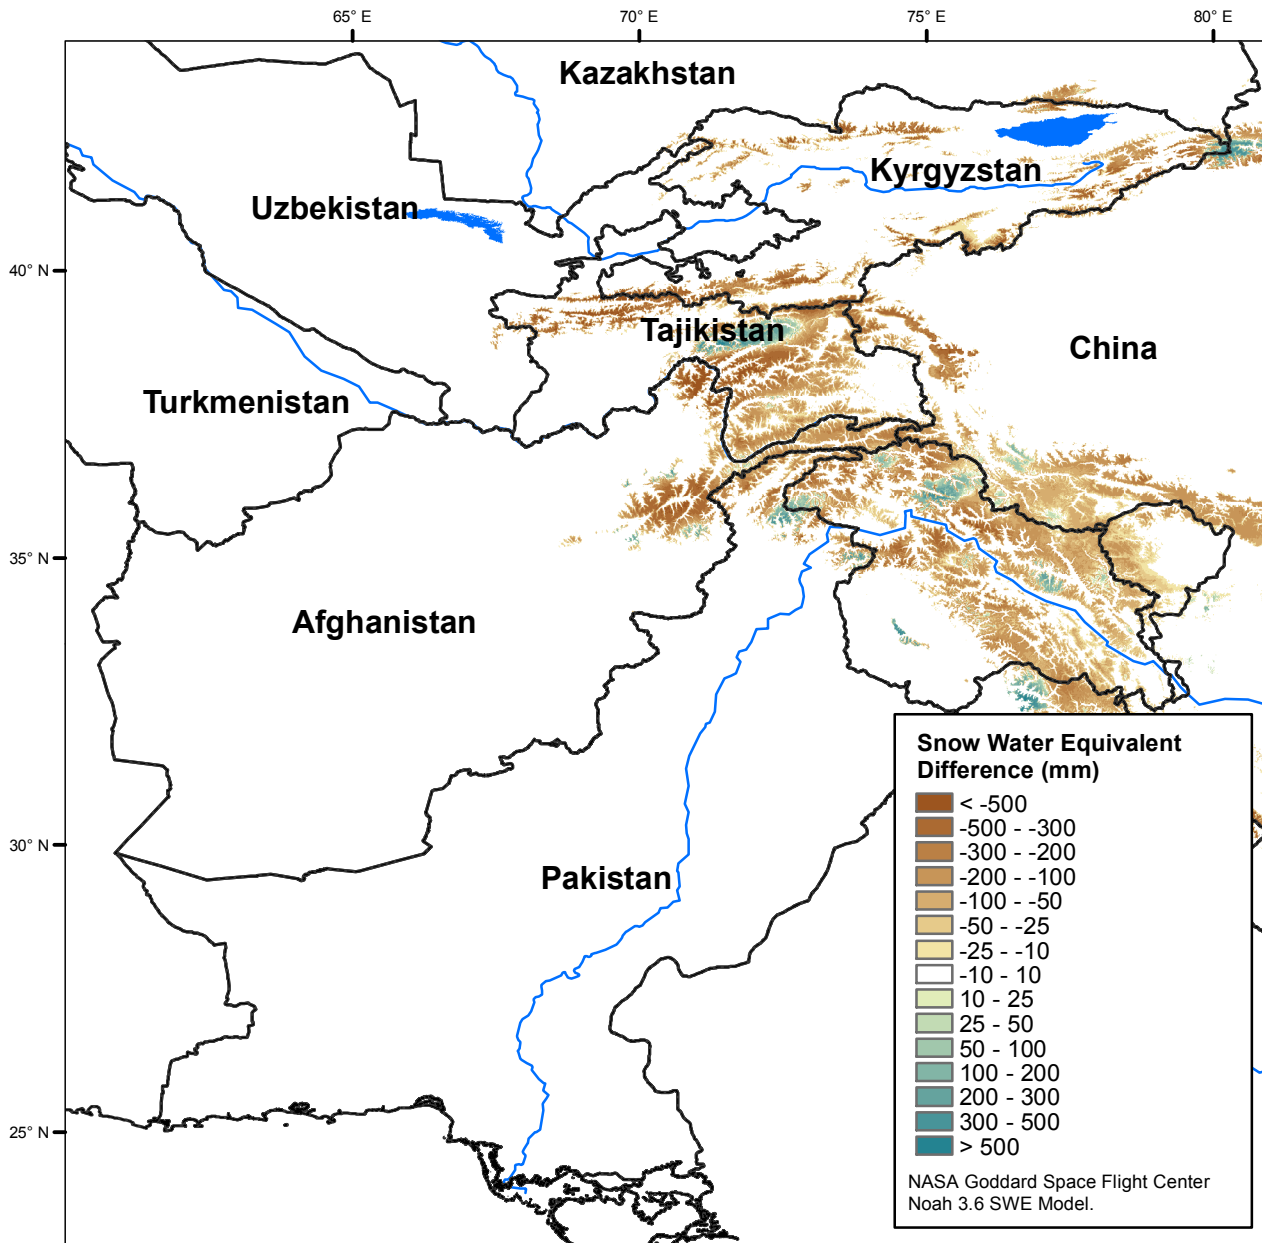 65° E
70° E
75° E
80° E
Kazakhstan
Kyrgyzstan
Uzbekistan
40° N
Tajikistan
China
Turkmenistan
35° N
Afghanistan
30° N
Pakistan
25° N
Snow Water Equivalent
Difference (mm)
< -500
-500 - -300
-300 - -200
-200 - -100
-100 - -50
-50 - -25
-25 - -10
-10 - 10
10 - 25
25 - 50
50 - 100
100 - 200
200 - 300
300 - 500
> 500
NASA Goddard Space Flight Center
Noah 3.6 SWE Model.